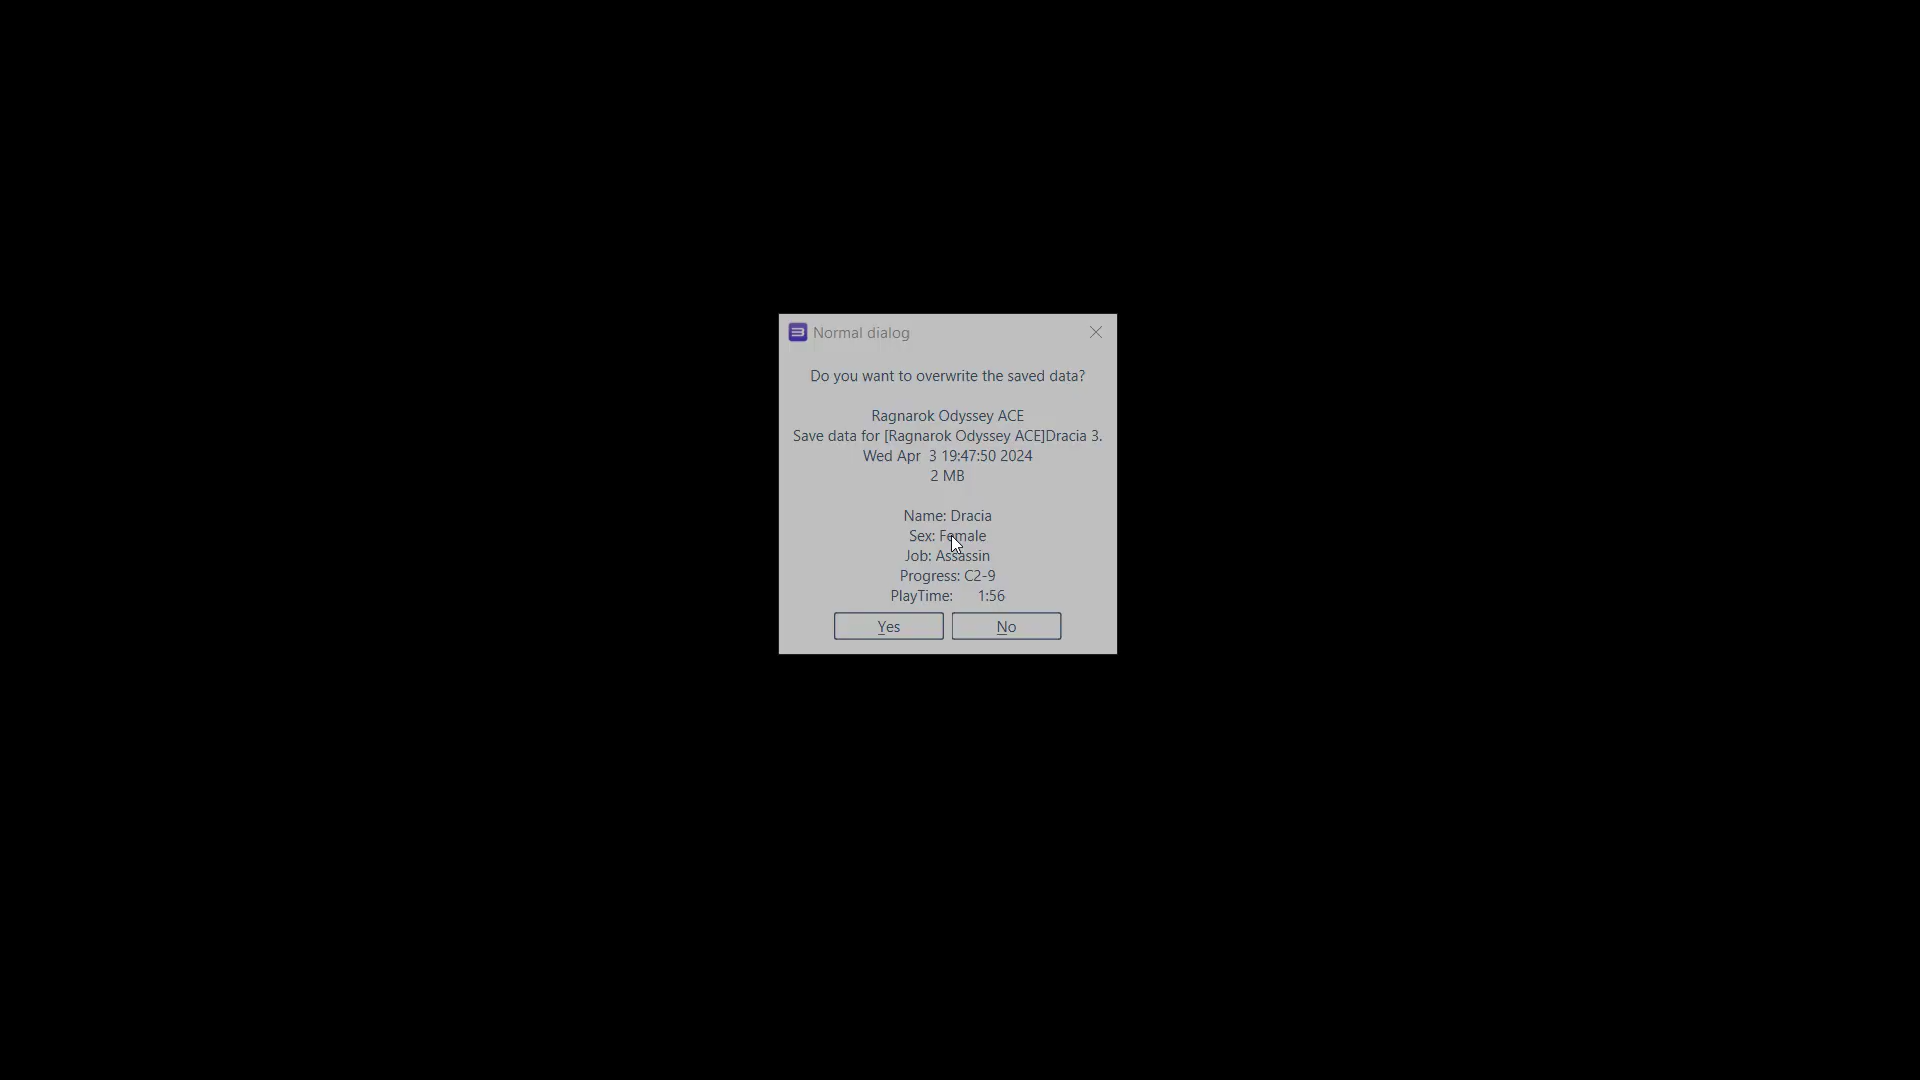 Normal dialog
Do you want to overwrite the saved data?
Ragnarok Odyssey ACE
Save data for [Ragnarok Odyssey ACE]Dracia 3.
Wed Apr  3 19:47:50 2024
2 MB
Name: Dracia
Sex: Female
Job: Assassin
Progress: C2-9
PlayTime:     1:56
Yes No